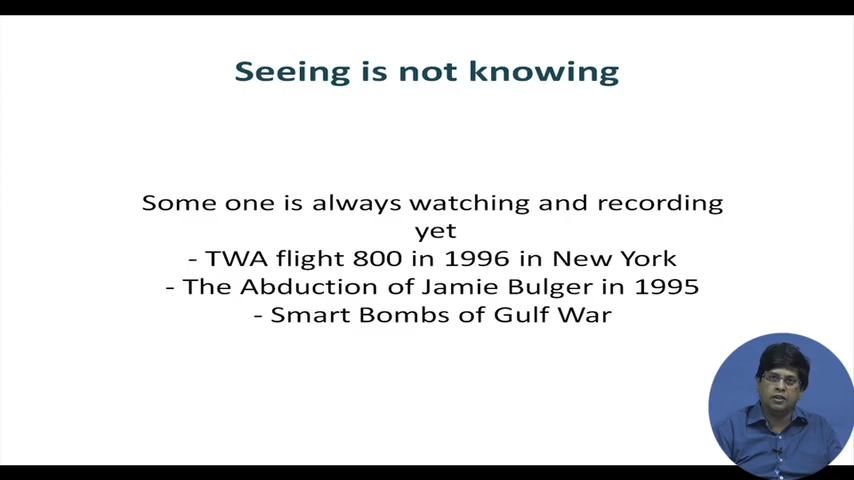 Seeing is not knowing
Some one is always watching and recording
yet
- TWA flight 800 in 1996 in New York
- The Abduction of Jamie Bulger in 1995
- Smart Bombs of Gulf War